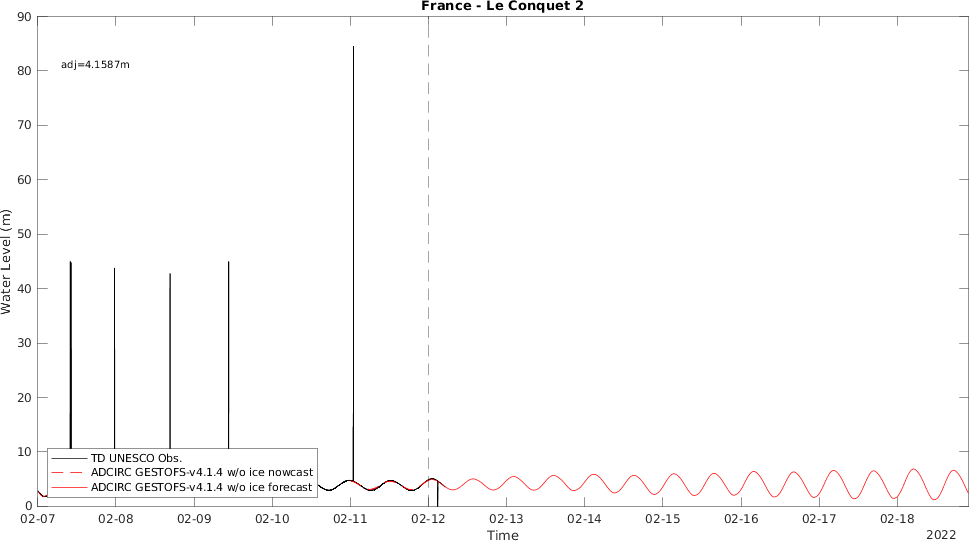 France - Le Conquet 2
90
80
70
60
50
40
30
20
10
0
Water Level (m)
adj=4.1587m
TD UNESCO Obs.
ADCIRC GESTOFS-v4.1.4 w/o ice nowcast
ADCIRC GESTOFS-v4.1.4 w/o ice forecast
02-07 02-08 02-09 02-10 02-11 02-12 02-13 02-14 02-15 02-16 02-17 02-18
Time
2022